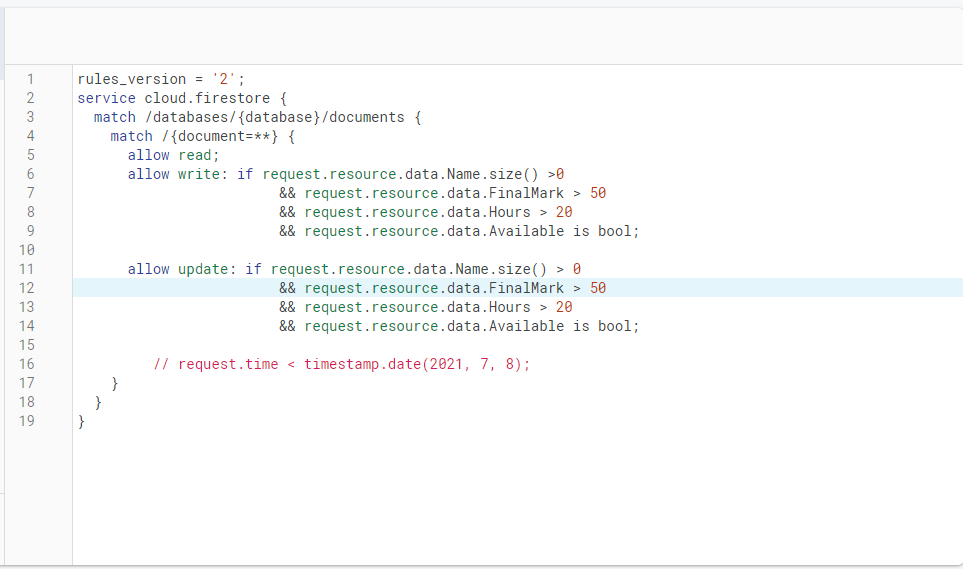 1 rules_version = '2';
2 service cloud.firestore {
3 match /databases/{database}/documents {
4 match /{document=**} {
5 allow read;
6 allow write: if request.resource.data.Name.size() >0
7 && request.resource.data.FinalMark > 50
8 && request.resource.data.Hours > 20
9 && request.resource.data.Available is bool;
10
11 allow update: if request.resource.data.Name.size() > 0
12 && request.resource.data.FinalMark > 50
13 && request.resource.data.Hours > 20
14 && request.resource.data.Available is bool;
15
16 // request.time < timestamp.date(2021, 7, 8);
17 }
18 }
19 }